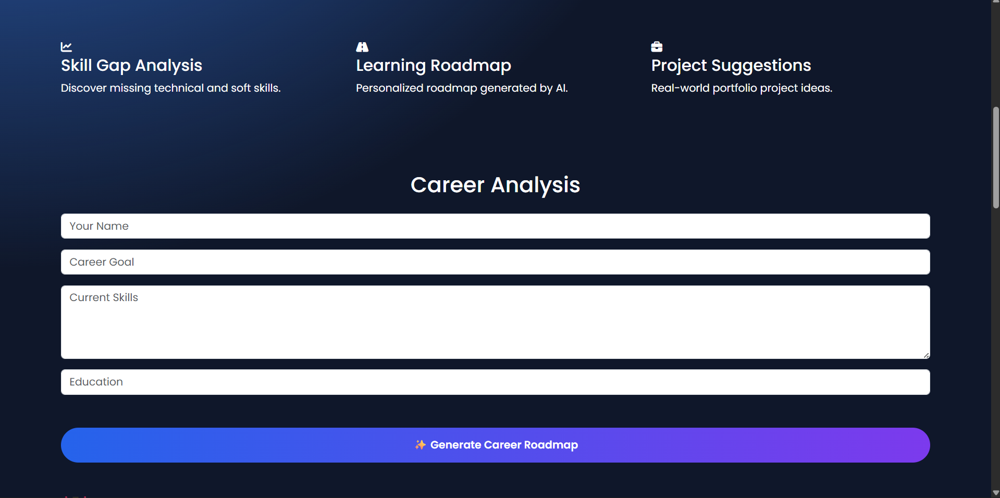 Skill Gap Analysis
Discover missing technical and soft skills.
Learning Roadmap
Personalized roadmap generated by AI.
Project Suggestions
Real-world portfolio project ideas.
Career Analysis
Your Name
Career Goal
Current Skills
Education
✨ Generate Career Roadmap